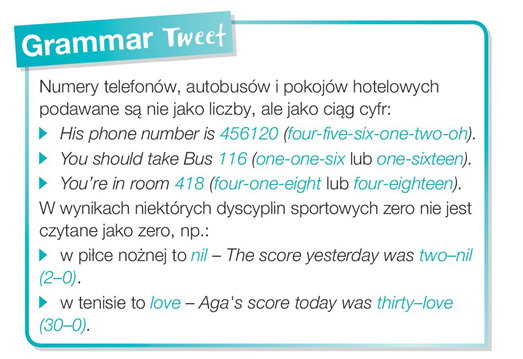 Grammar Tweet
Numery telefonów, autobusów i pokojów hotelowych
podawane są nie jako liczby, ale jako ciąg cyfr:
His phone number is 456120 (four-five-six-one-two-oh).
You should take Bus 116 (one-one-six lub one-sixteen).
You're in room 418 (four-one-eight lub four-eighteen).
W wynikach niektórych dyscyplin sportowych zero nie jest
czytane jako zero, np.:
w piłce nożnej to nil – The score yesterday was two–nil
(2–0).
w tenisie to love – Aga's score today was thirty–love
(30–0).